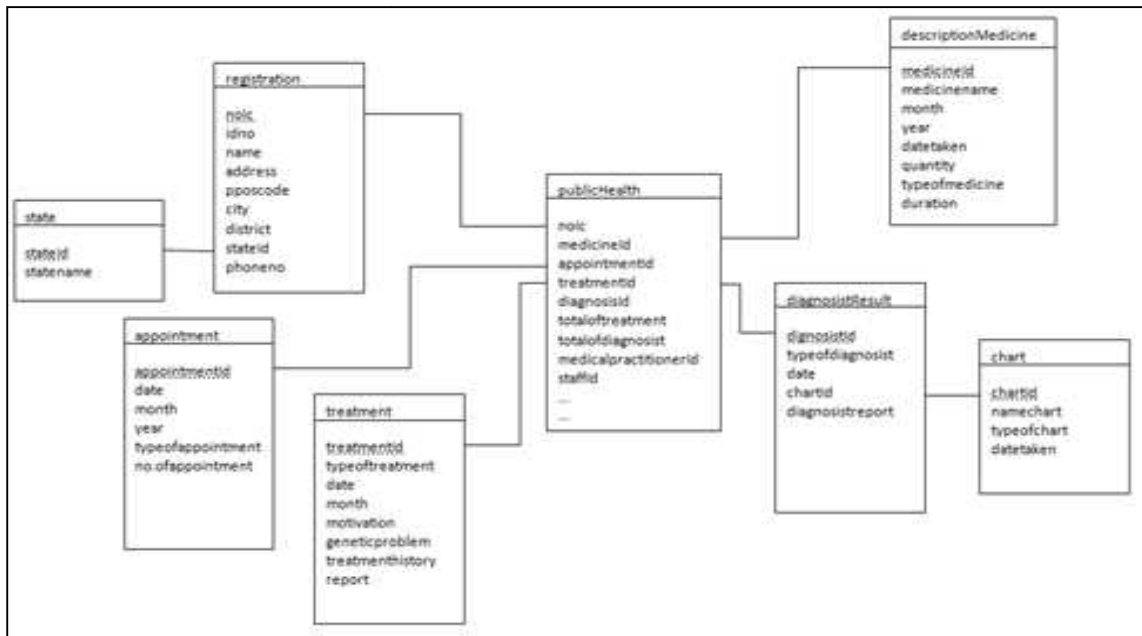 state
stateid
statename
registration
noic
idno
name
address
pposcode
city
district
stateid
phoneno
appointment
appointmentid
date
month
year
typeofappointment
no.ofappointment
treatment
treatmentid
typeoftreatment
date
month
motivation
geneticproblem
treatmenthistory
report
publicHealth
noic
medicineid
appointmentid
treatmentid
diagnosisid
totaloftreatment
totalofdiagnosist
medicalpractitionerid
staffid
...
...
descriptionMedicine
medicineid
medicinename
month
year
datetaken
quantity
typeofmedicine
duration
diagnosistResult
dignosistid
typeofdiagnosist
date
chartid
diagnosistreport
chart
chartid
namechart
typeofchart
datetaken